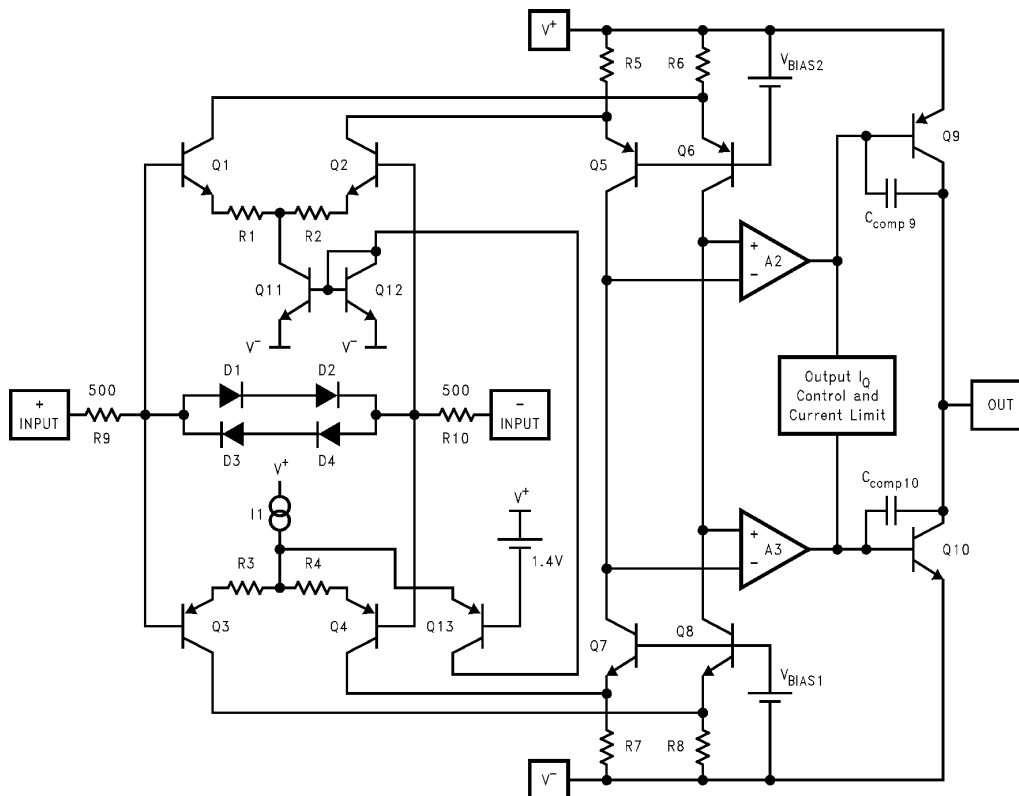 V+
R5
R6
VBIAS2
Q1
Q2
Q5
Q6
Q9
Ccomp 9
R1
R2
+
A2
−
Q11
Q12
V−
V−
D1
D2
500
500
+
INPUT
−
INPUT
R9
R10
D3
D4
Output IQ
Control and
Current Limit
OUT
V+
V+
I1
1.4V
Ccomp10
+
A3
−
R3
R4
Q10
Q3
Q4
Q13
Q7
Q8
VBIAS1
R7
R8
V−